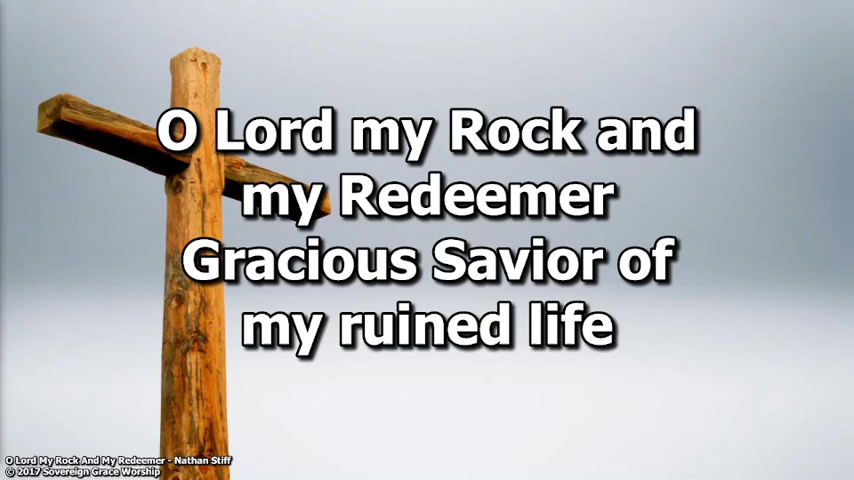 O Lord my Rock and
my Redeemer
Gracious Savior of
my ruined life
O Lord My Rock And My Redeemer - Nathan Stiff
© 2017 Sovereign Grace Worship